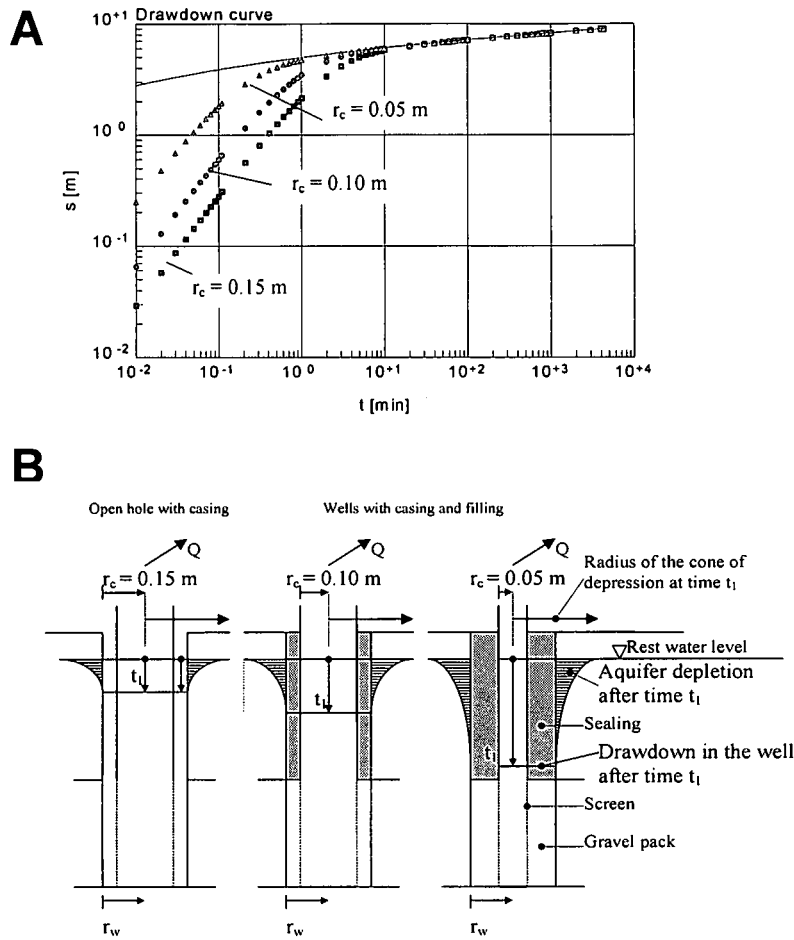 A
Drawdown curve
10+1
10 0
10-1
10-2
s [m]
rc = 0.05 m
rc = 0.10 m
rc = 0.15 m
10-2 10-1 10 0 10+1 10+2 10+3 10+4
t [min]
B
Open hole with casing
Wells with casing and filling
Q Q Q
rc = 0.15 m rc = 0.10 m rc = 0.05 m
Radius of the cone of
depression at time t1
Rest water level
Aquifer depletion
after time t1
t1 t1 t1
Sealing
Drawdown in the well
after time t1
Screen
Gravel pack
rw rw rw